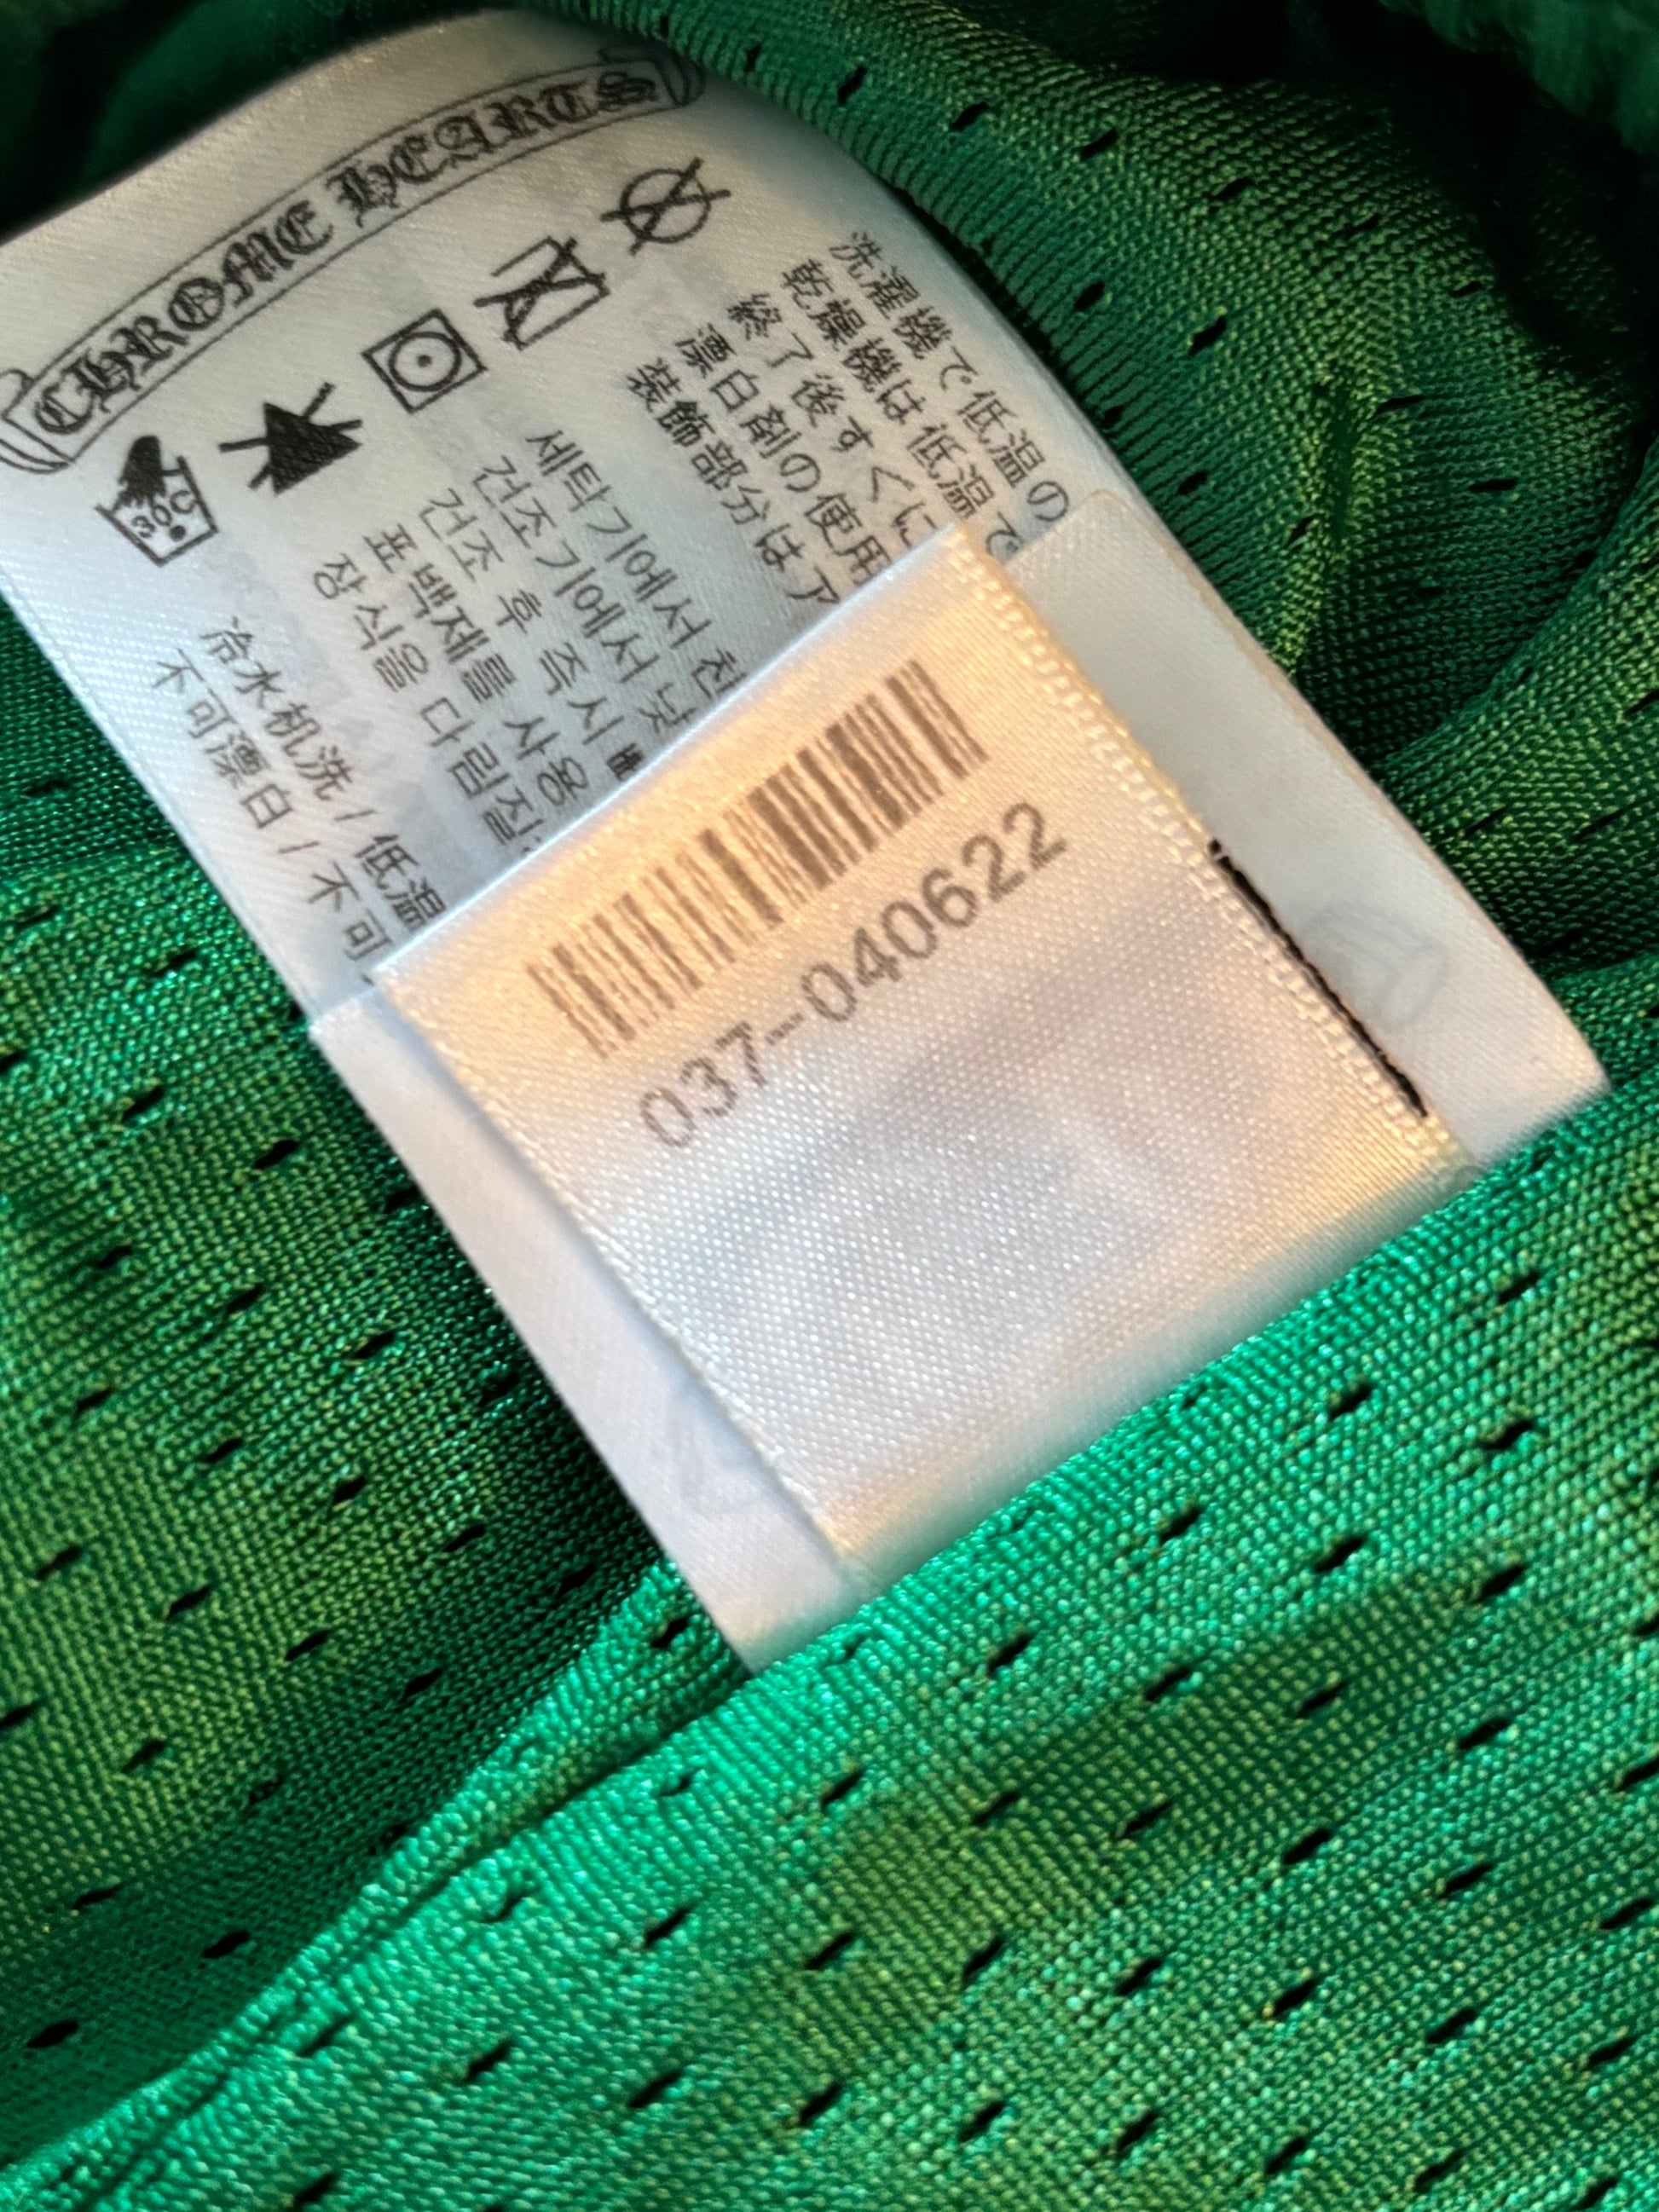 CHROME HEARTS
30C
洗濯機で低温の
乾燥機は低温で
終了後すぐに
漂白剤の使用
装飾部分はア
세탁기에서 찬
건조기에서 낮
건조 후 즉시
표백제를 사용
장식을 다림질
冷水机洗 / 低温
不可漂白 / 不可
037-040622